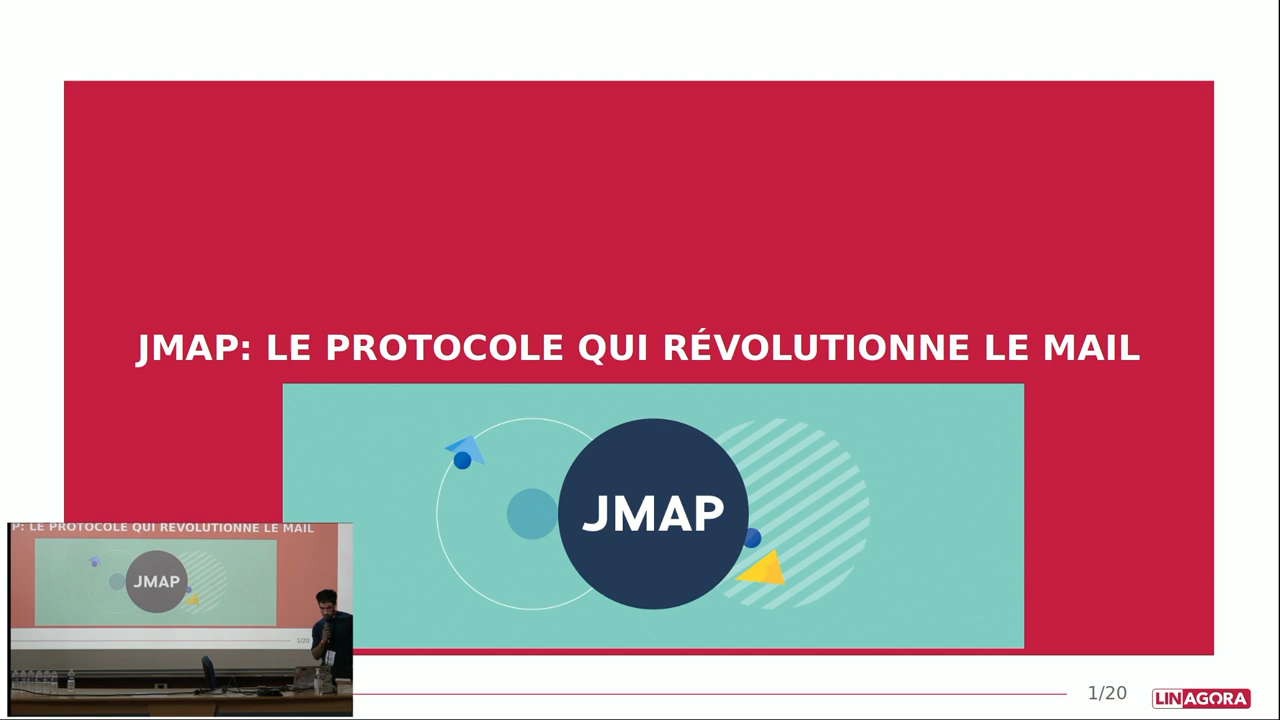 JMAP: LE PROTOCOLE QUI RÉVOLUTIONNE LE MAIL
JMAP
P: LE PROTOCOLE QUI RÉVOLUTIONNE LE MAIL
JMAP
1/20
1/20
LINAGORA